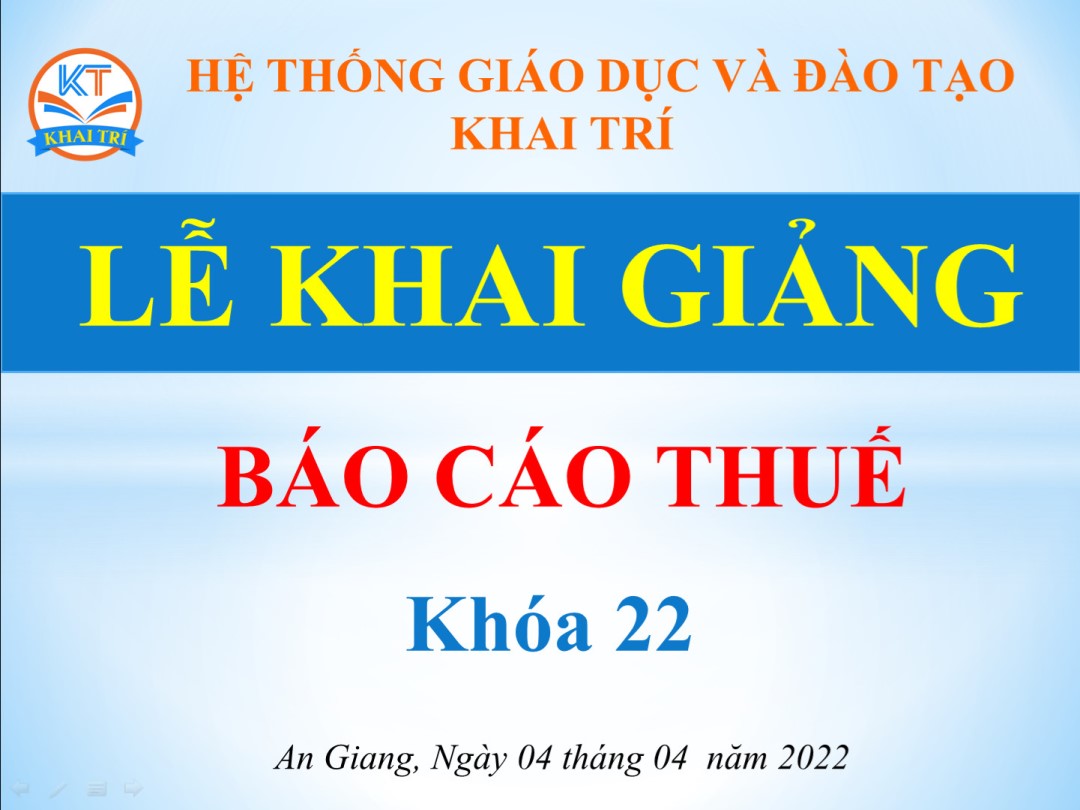 KT
KHAI TRÍ
HỆ THỐNG GIÁO DỤC VÀ ĐÀO TẠO
KHAI TRÍ
LỄ KHAI GIẢNG
BÁO CÁO THUẾ
Khóa 22
An Giang, Ngày 04 tháng 04 năm 2022